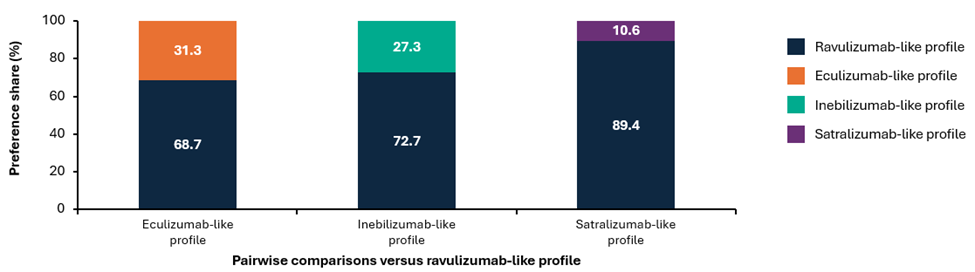 Preference share (%)
100
80
60
40
20
0
31.3
68.7
27.3
72.7
10.6
89.4
Eculizumab-like
profile
Inebilizumab-like
profile
Satralizumab-like
profile
Pairwise comparisons versus ravulizumab-like profile
Ravulizumab-like profile
Eculizumab-like profile
Inebilizumab-like profile
Satralizumab-like profile